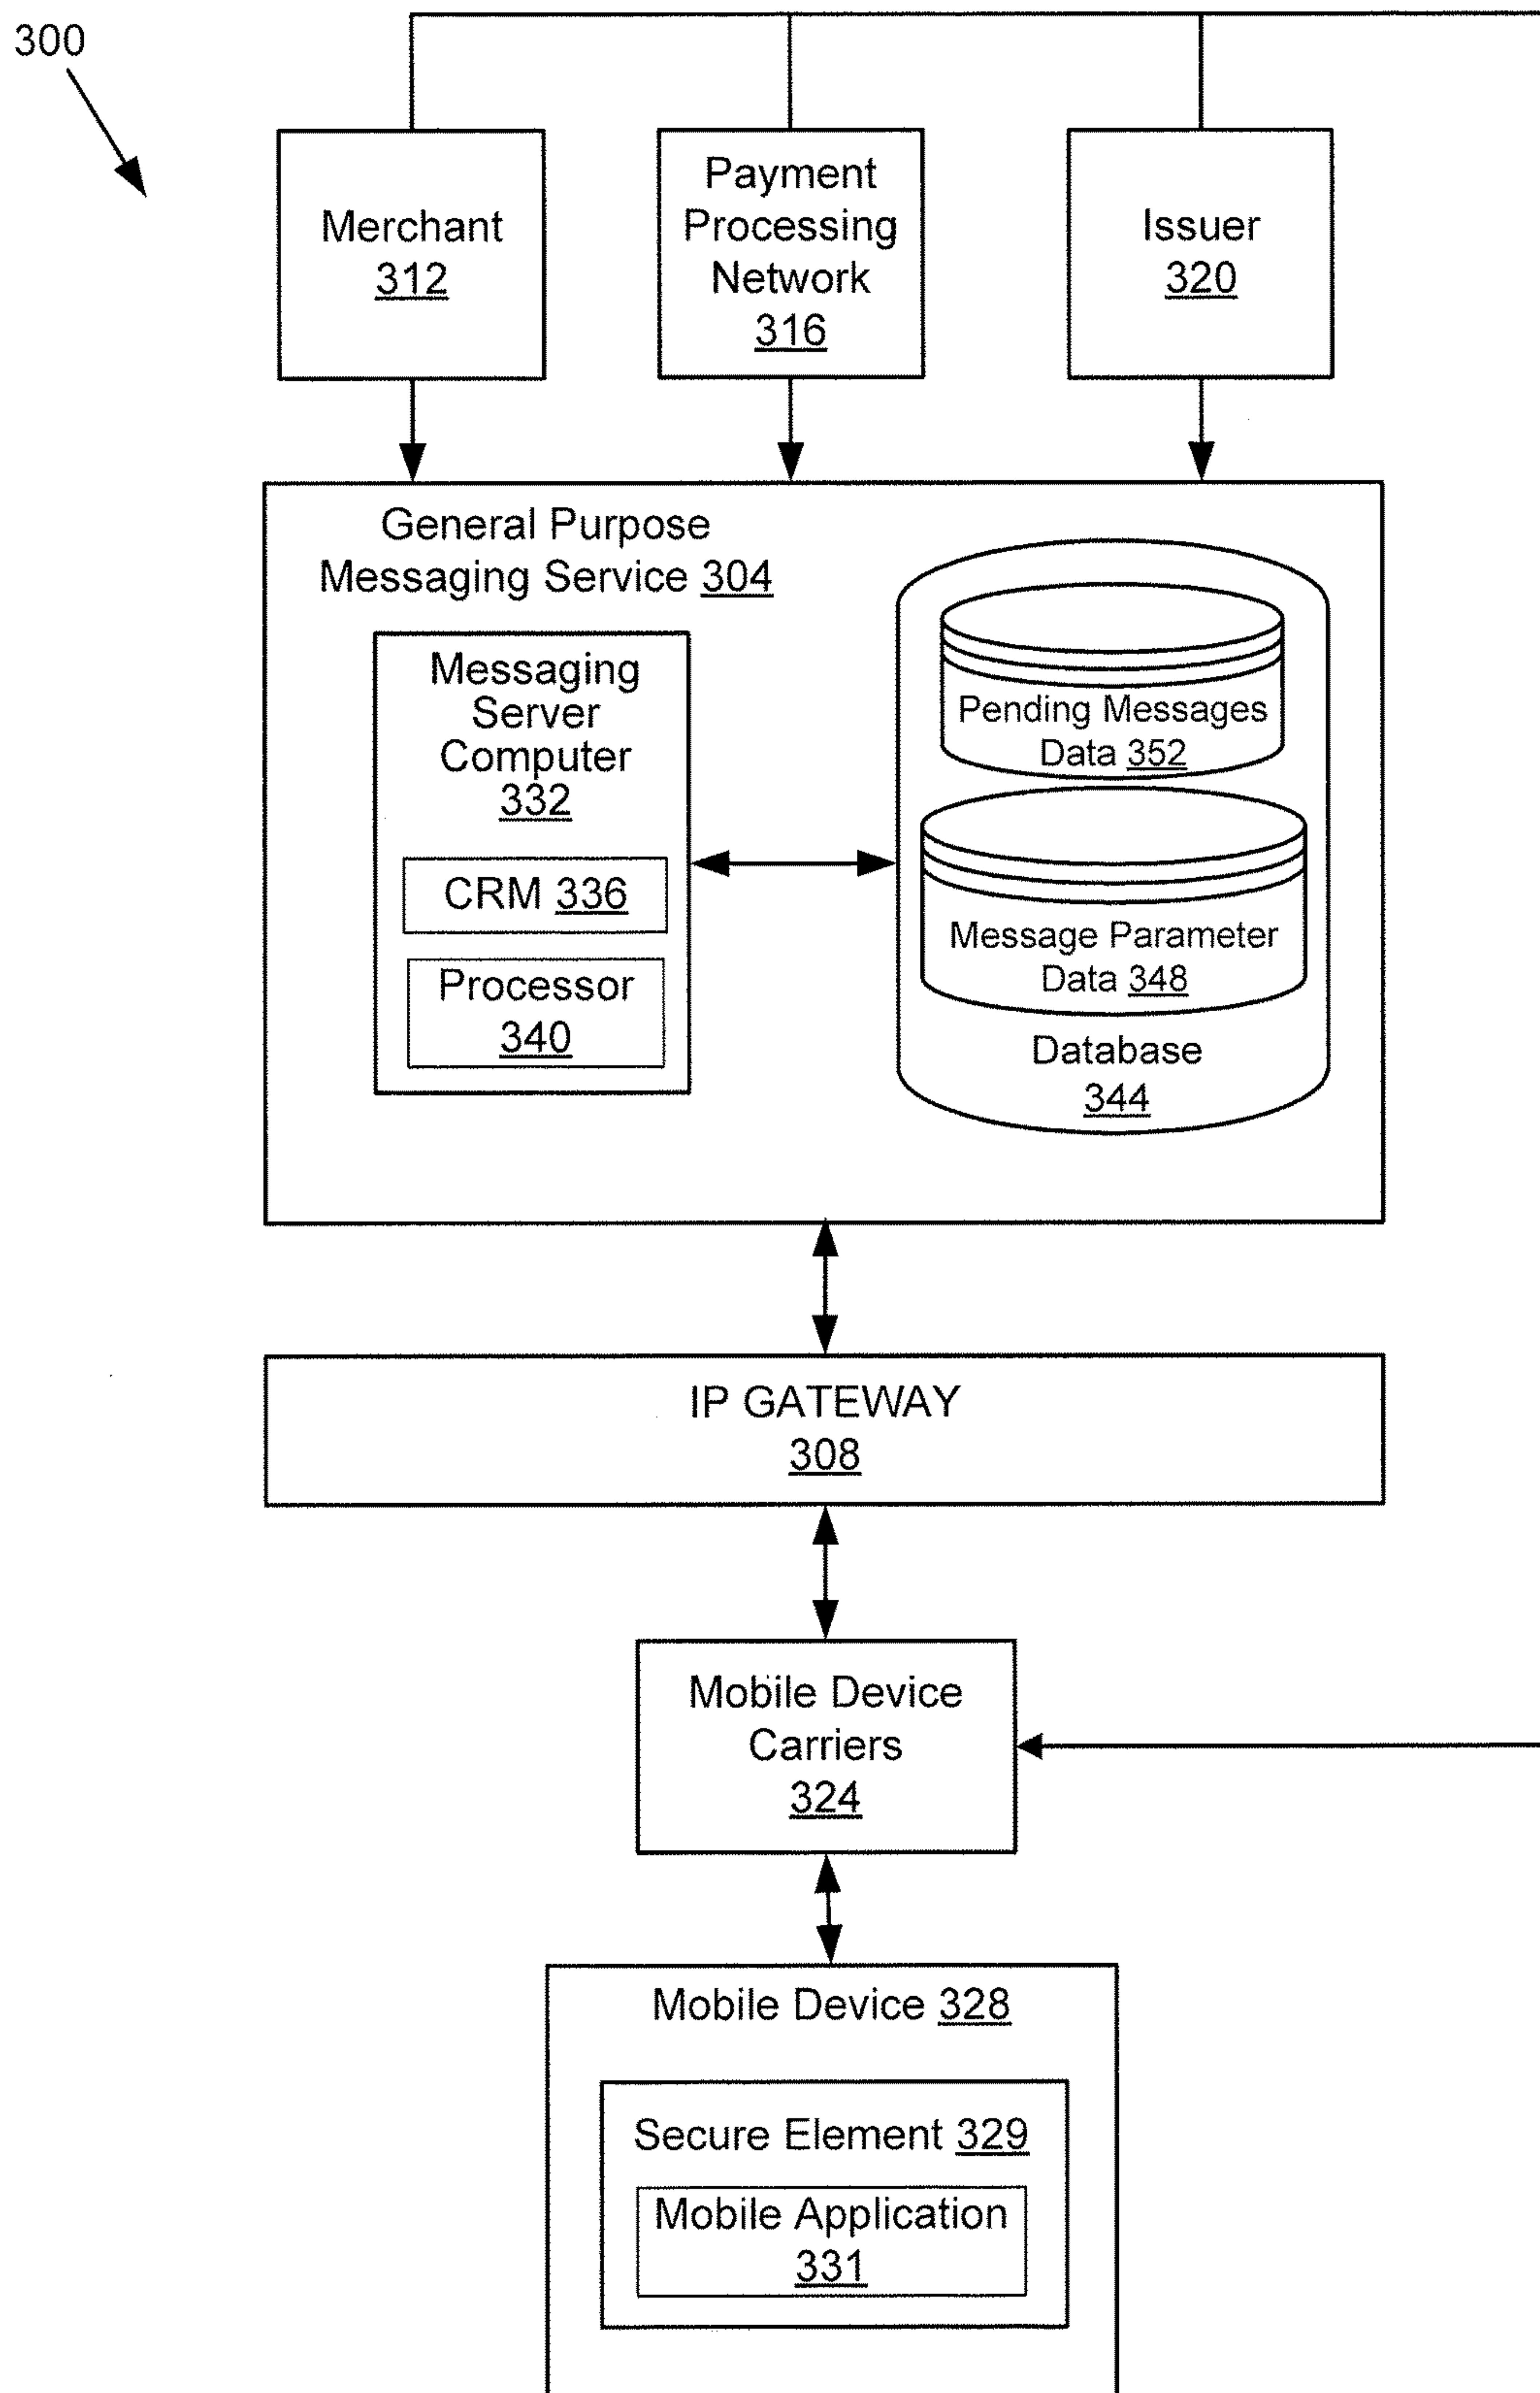 300
Merchant
312
Payment
Processing
Network
316
Issuer
320
General Purpose
Messaging Service 304
Messaging
Server
Computer
332
CRM 336
Processor
340
Pending Messages
Data 352
Message Parameter
Data 348
Database
344
IP GATEWAY
308
Mobile Device
Carriers
324
Mobile Device 328
Secure Element 329
Mobile Application
331